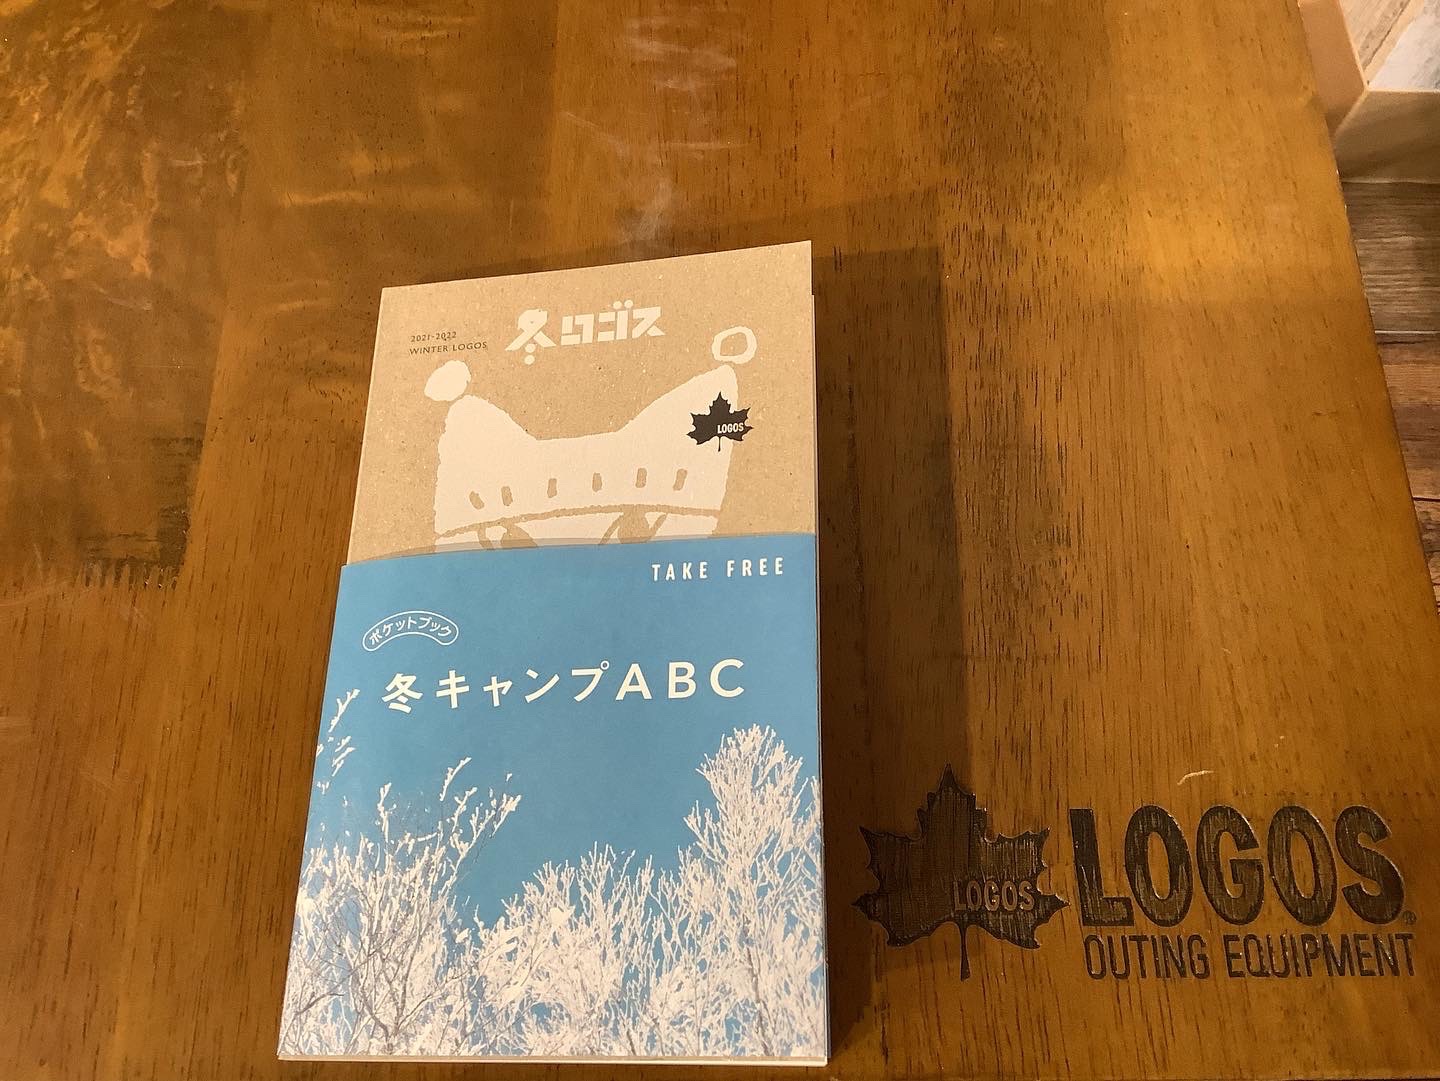 2021-2022
WINTER LOGOS
冬ロゴス
LOGOS
TAKE FREE
ポケットブック
冬キャンプABC
LOGOS
LOGOS®
OUTING EQUIPMENT